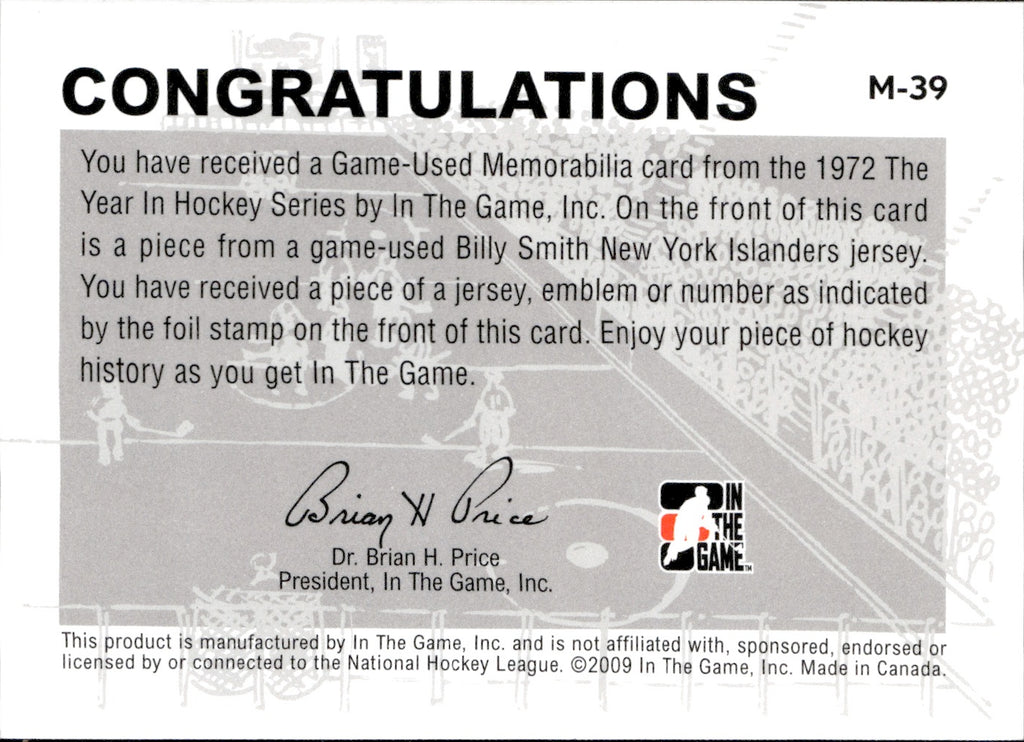 CONGRATULATIONS
M-39
You have received a Game-Used Memorabilia card from the 1972 The
Year In Hockey Series by In The Game, Inc. On the front of this card
is a piece from a game-used Billy Smith New York Islanders jersey.
You have received a piece of a jersey, emblem or number as indicated
by the foil stamp on the front of this card. Enjoy your piece of hockey
history as you get In The Game.
Brian H Price
Dr. Brian H. Price
President, In The Game, Inc.
IN
THE
GAME™
This product is manufactured by In The Game, Inc. and is not affiliated with, sponsored, endorsed or
licensed by or connected to the National Hockey League. ©2009 In The Game, Inc. Made in Canada.